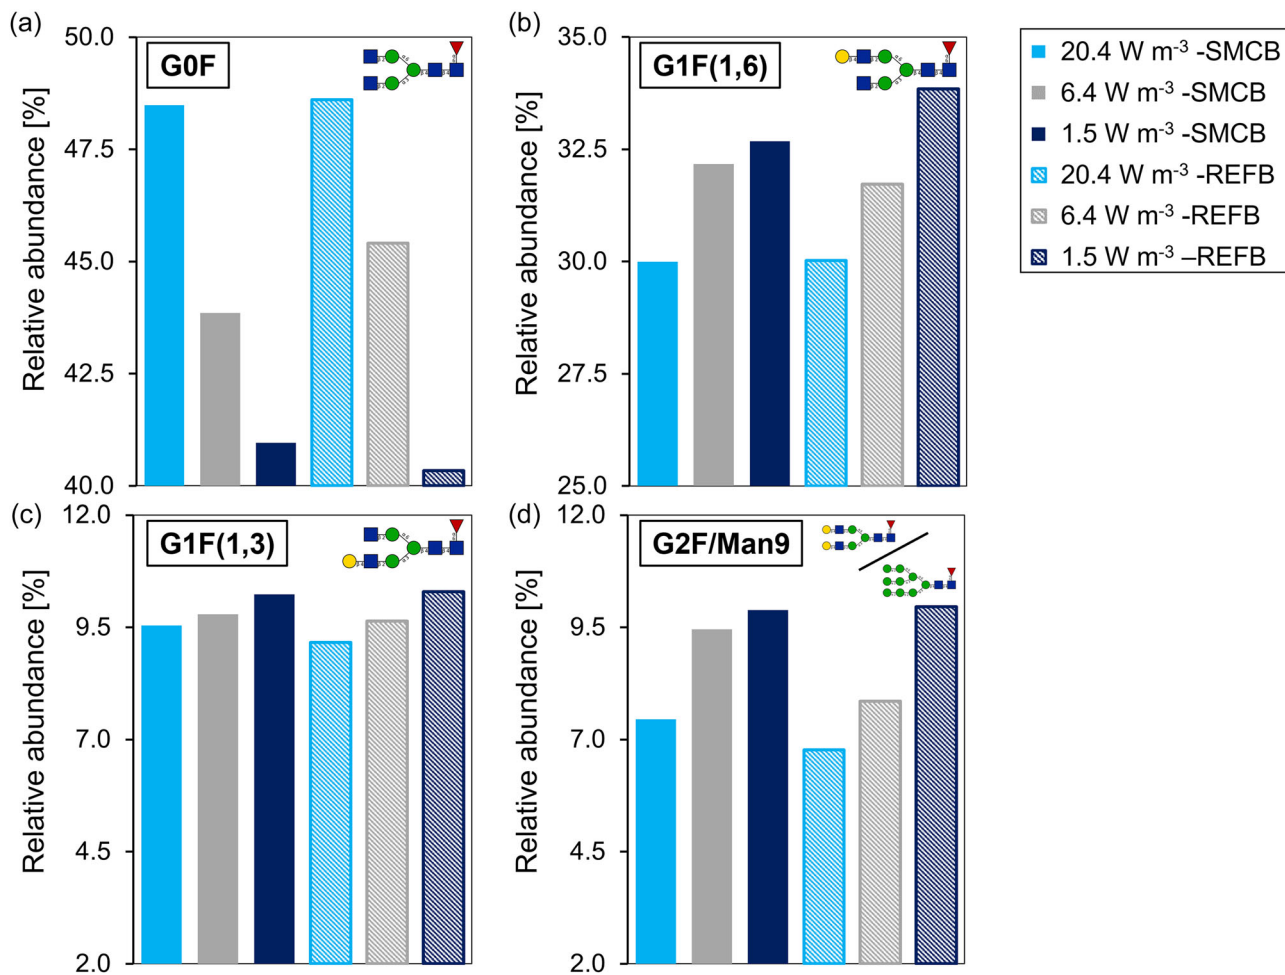 (a)
G0F
Relative abundance [%]
50.0
47.5
45.0
42.5
40.0
(b)
G1F(1,6)
Relative abundance [%]
35.0
32.5
30.0
27.5
25.0
20.4 W m-3 -SMCB
6.4 W m-3 -SMCB
1.5 W m-3 -SMCB
20.4 W m-3 -REFB
6.4 W m-3 -REFB
1.5 W m-3 –REFB
(c)
G1F(1,3)
Relative abundance [%]
12.0
9.5
7.0
4.5
2.0
(d)
G2F/Man9
Relative abundance [%]
12.0
9.5
7.0
4.5
2.0